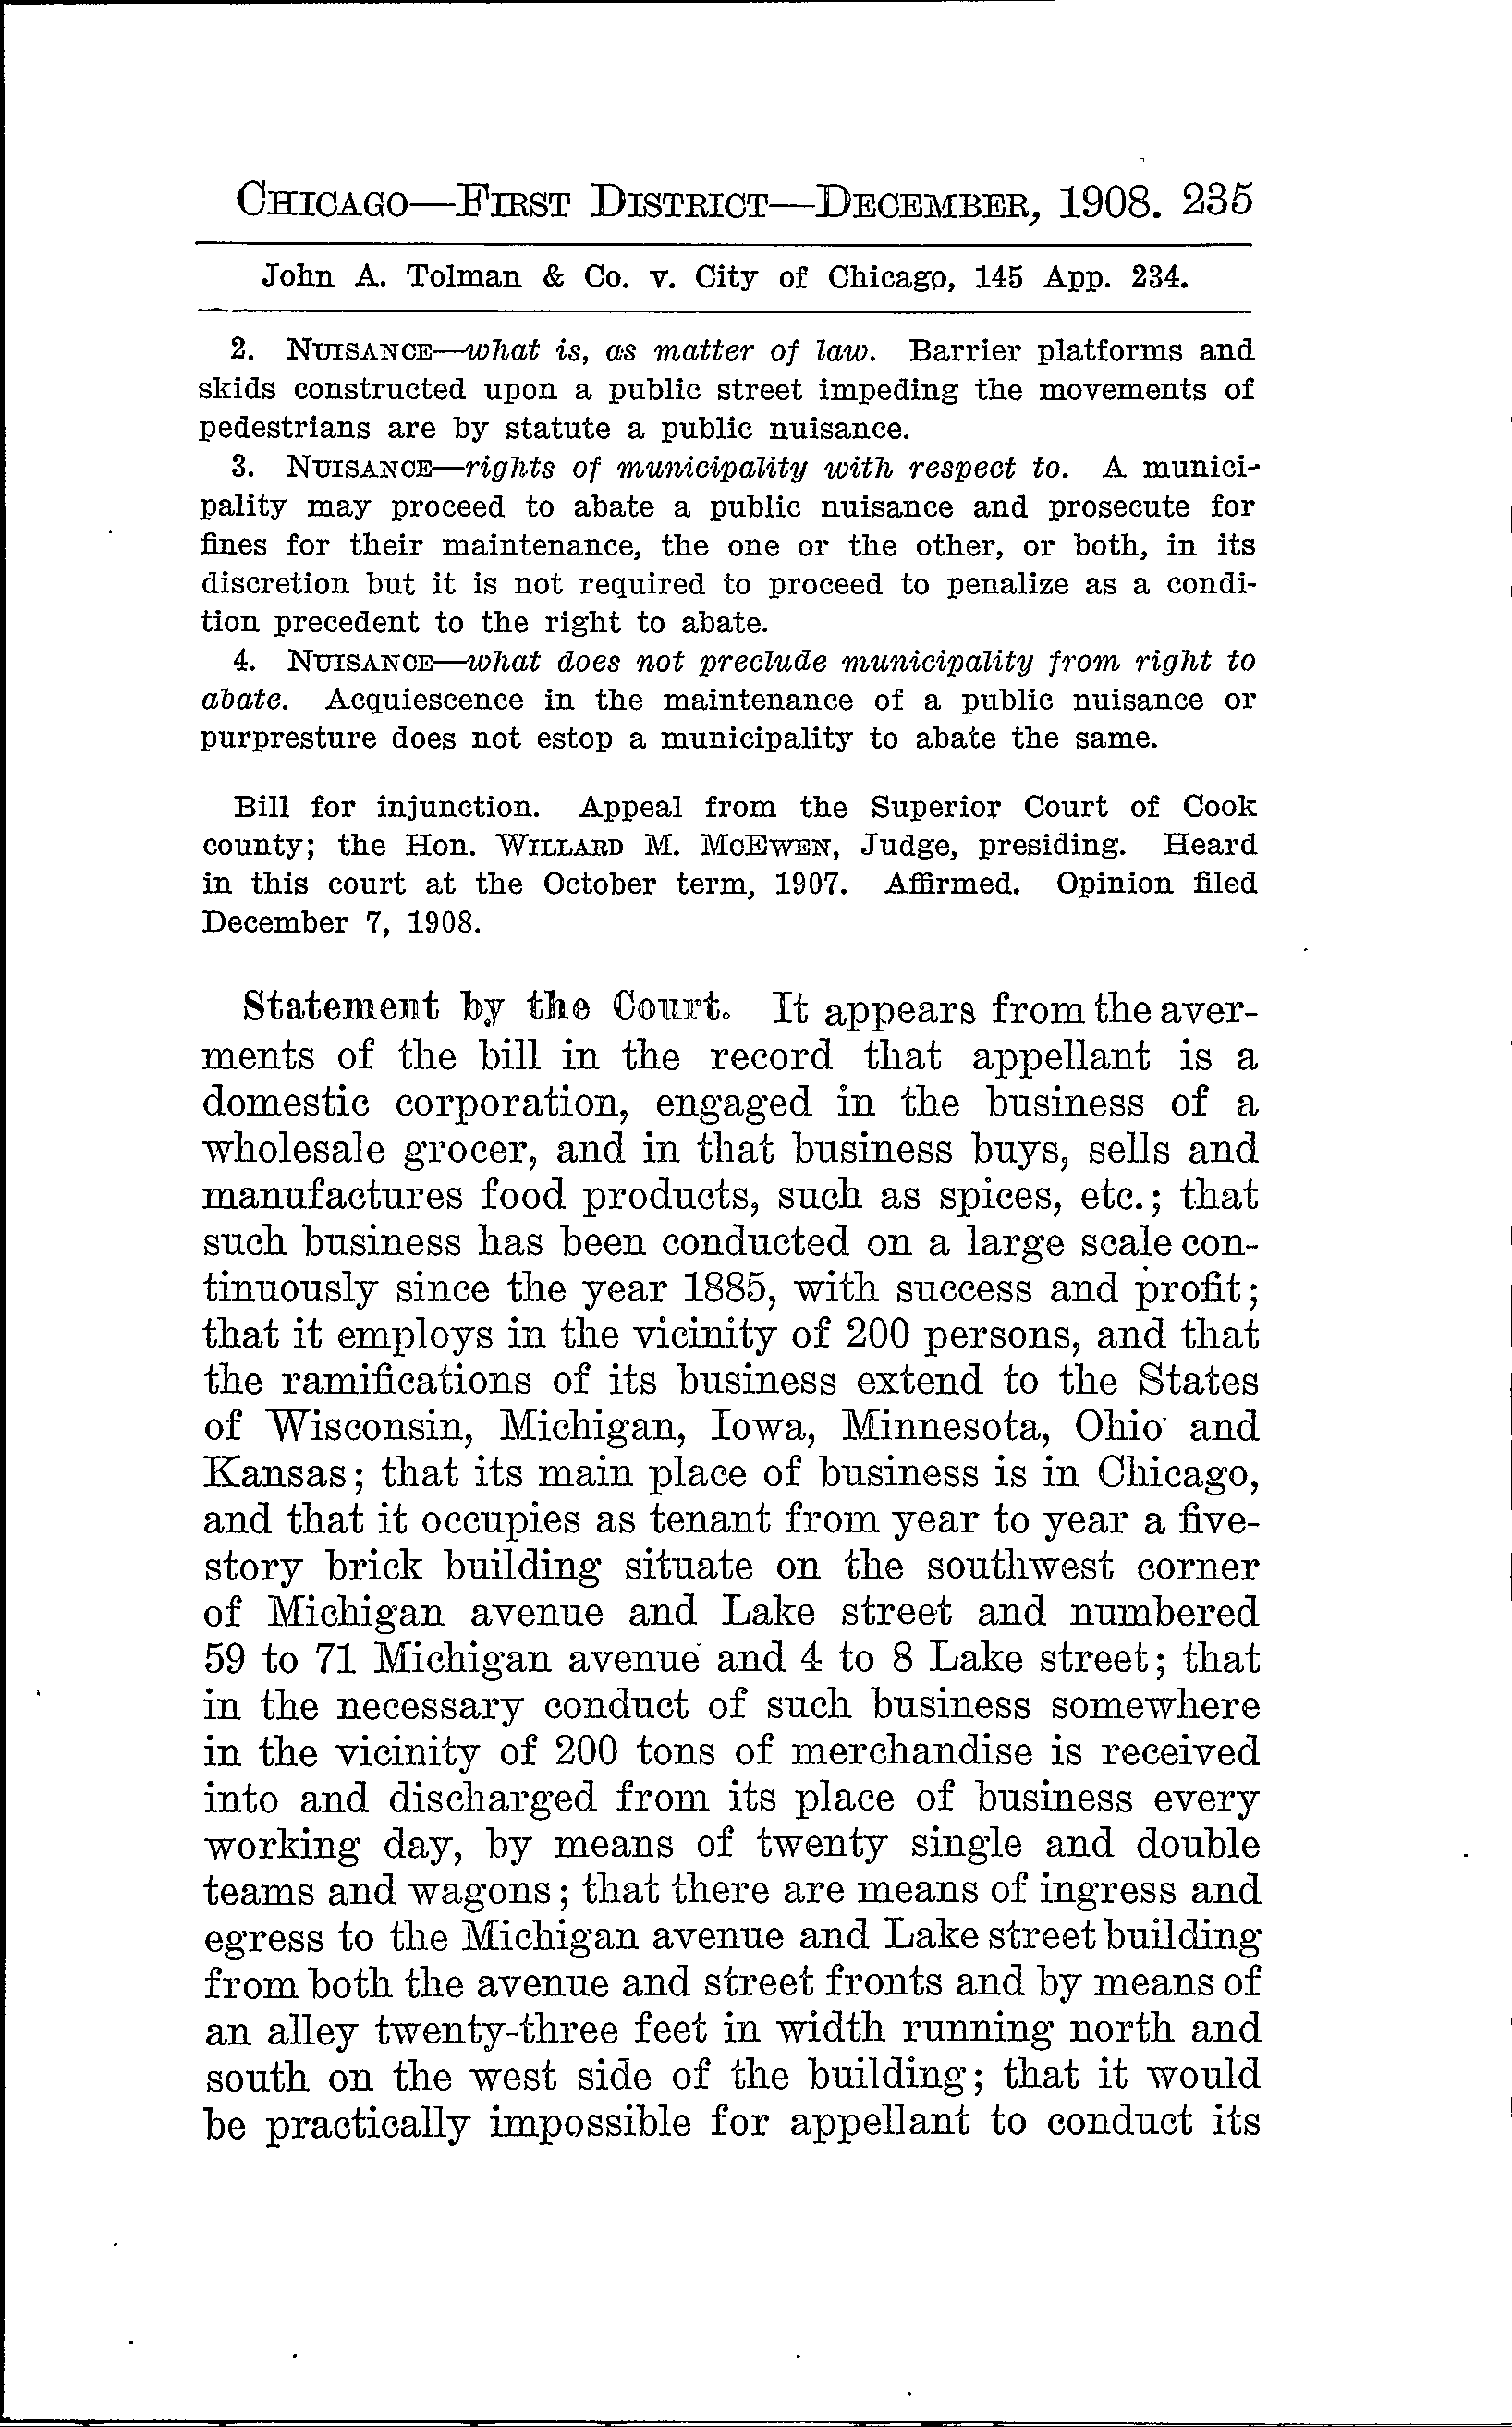 CHICAGO—FIRST DISTRICT—DECEMBER, 1908. 235
John A. Tolman & Co. v. City of Chicago, 145 App. 234.
2. NUISANCE—what is, as matter of law. Barrier platforms and
skids constructed upon a public street impeding the movements of
pedestrians are by statute a public nuisance.
3. NUISANCE—rights of municipality with respect to. A munici-
pality may proceed to abate a public nuisance and prosecute for
fines for their maintenance, the one or the other, or both, in its
discretion but it is not required to proceed to penalize as a condi-
tion precedent to the right to abate.
4. NUISANCE—what does not preclude municipality from right to
abate. Acquiescence in the maintenance of a public nuisance or
purpresture does not estop a municipality to abate the same.
Bill for injunction. Appeal from the Superior Court of Cook
county; the Hon. WILLARD M. MCEWEN, Judge, presiding. Heard
in this court at the October term, 1907. Affirmed. Opinion filed
December 7, 1908.
Statement by the Court. It appears from the aver-
ments of the bill in the record that appellant is a
domestic corporation, engaged in the business of a
wholesale grocer, and in that business buys, sells and
manufactures food products, such as spices, etc.; that
such business has been conducted on a large scale con-
tinuously since the year 1885, with success and profit;
that it employs in the vicinity of 200 persons, and that
the ramifications of its business extend to the States
of Wisconsin, Michigan, Iowa, Minnesota, Ohio and
Kansas; that its main place of business is in Chicago,
and that it occupies as tenant from year to year a five-
story brick building situate on the southwest corner
of Michigan avenue and Lake street and numbered
59 to 71 Michigan avenue and 4 to 8 Lake street; that
in the necessary conduct of such business somewhere
in the vicinity of 200 tons of merchandise is received
into and discharged from its place of business every
working day, by means of twenty single and double
teams and wagons; that there are means of ingress and
egress to the Michigan avenue and Lake street building
from both the avenue and street fronts and by means of
an alley twenty-three feet in width running north and
south on the west side of the building; that it would
be practically impossible for appellant to conduct its